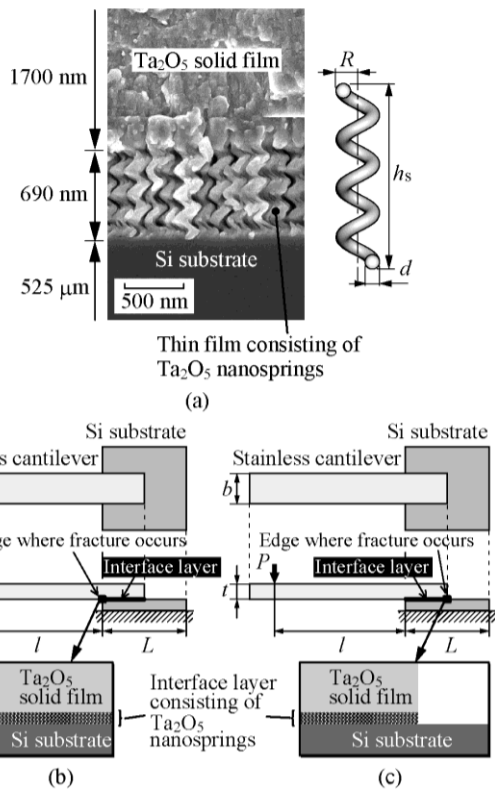 1700 nm
Ta2O5 solid film
R
690 nm
hs
Si substrate
d
525 μm
500 nm
Thin film consisting of
Ta2O5 nanosprings
(a)
Si substrate
Si substrate
s cantilever
Stainless cantilever
b
ge where fracture occurs
Edge where fracture occurs
P
Interface layer
Interface layer
t
l
L
l
L
Ta2O5
solid film
Si substrate
Interface layer
consisting of
Ta2O5
nanosprings
Ta2O5
solid film
Si substrate
(b)
(c)